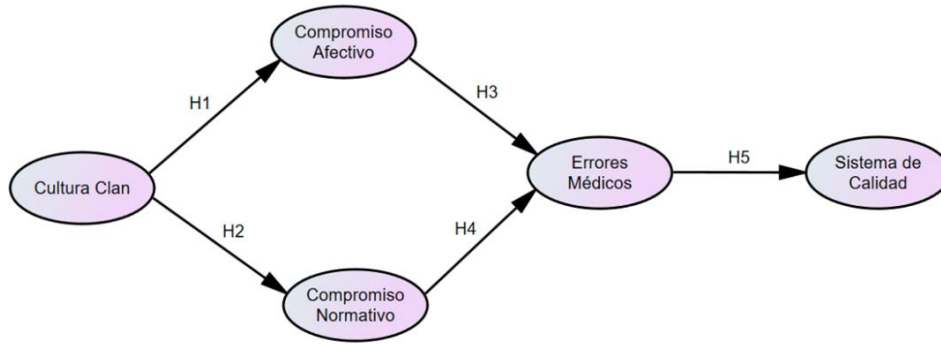 Compromiso
Afectivo
H1
H3
Cultura Clan
Errores
Médicos
H5
Sistema de
Calidad
H2
H4
Compromiso
Normativo